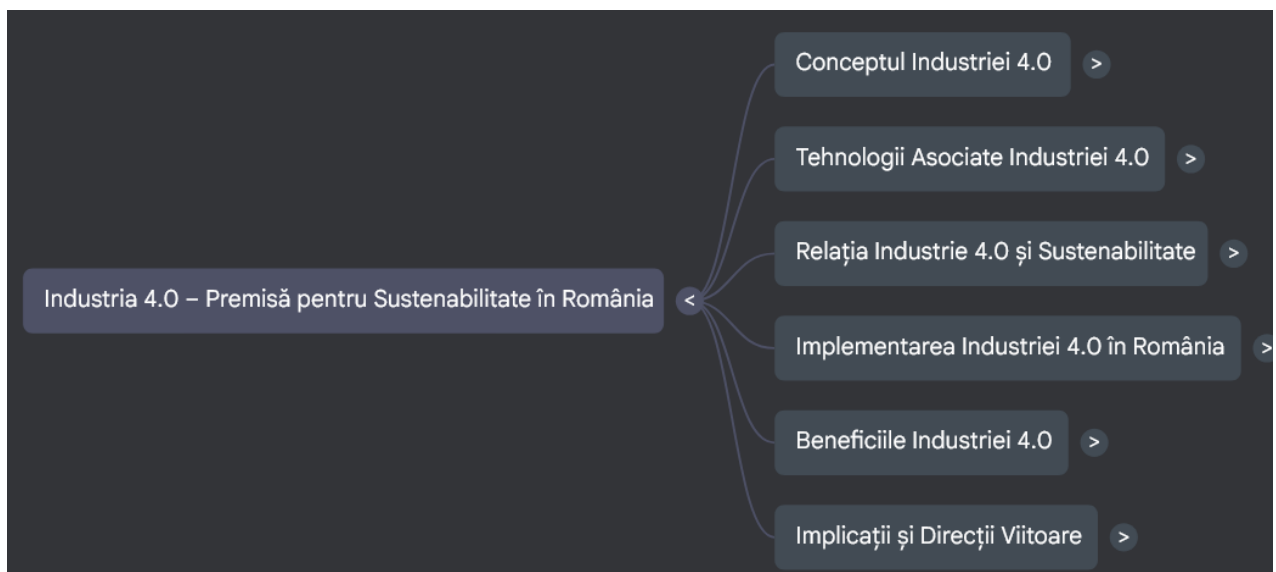 Conceptul Industriei 4.0 >
Tehnologii Asociate Industriei 4.0 >
Relația Industrie 4.0 și Sustenabilitate >
Industria 4.0 – Premisă pentru Sustenabilitate în România <
Implementarea Industriei 4.0 în România >
Beneficiile Industriei 4.0 >
Implicații și Direcții Viitoare >